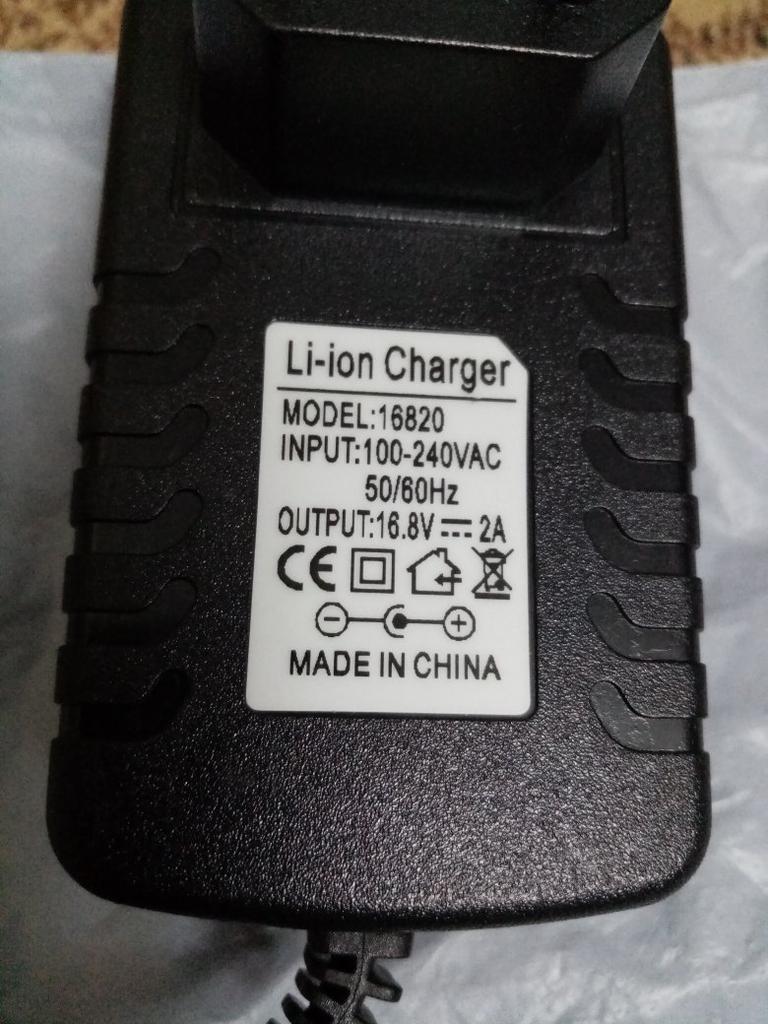 Li-ion Charger
MODEL:16820
INPUT:100-240VAC
50/60Hz
OUTPUT:16.8V ⎓ 2A
CE
MADE IN CHINA